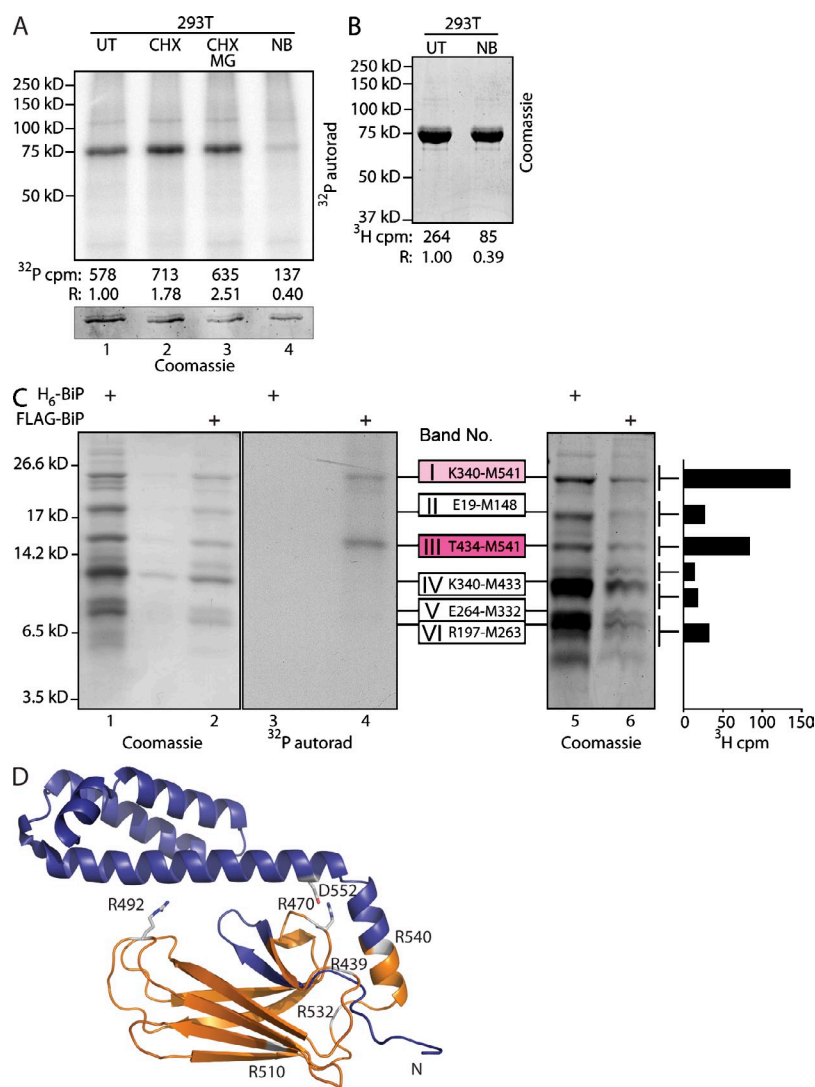 A
293T
UT CHX CHX MG NB
250 kD
150 kD
100 kD
75 kD
50 kD
32P autorad
32P cpm: 578 713 635 137
R: 1.00 1.78 2.51 0.40
1 2 3 4
Coomassie
B
293T
UT NB
250 kD
150 kD
100 kD
75 kD
50 kD
37 kD
Coomassie
3H cpm: 264 85
R: 1.00 0.39
C
H6-BiP + + +
FLAG-BiP + + +
Band No.
26.6 kD
17 kD
14.2 kD
6.5 kD
3.5 kD
I K340-M541
II E19-M148
III T434-M541
IV K340-M433
V E264-M332
VI R197-M263
1 2 3 4 5 6
Coomassie 32P autorad Coomassie
0 50 100 150
3H cpm
D
D552
R492
R470
R540
R439
R532
R510
N